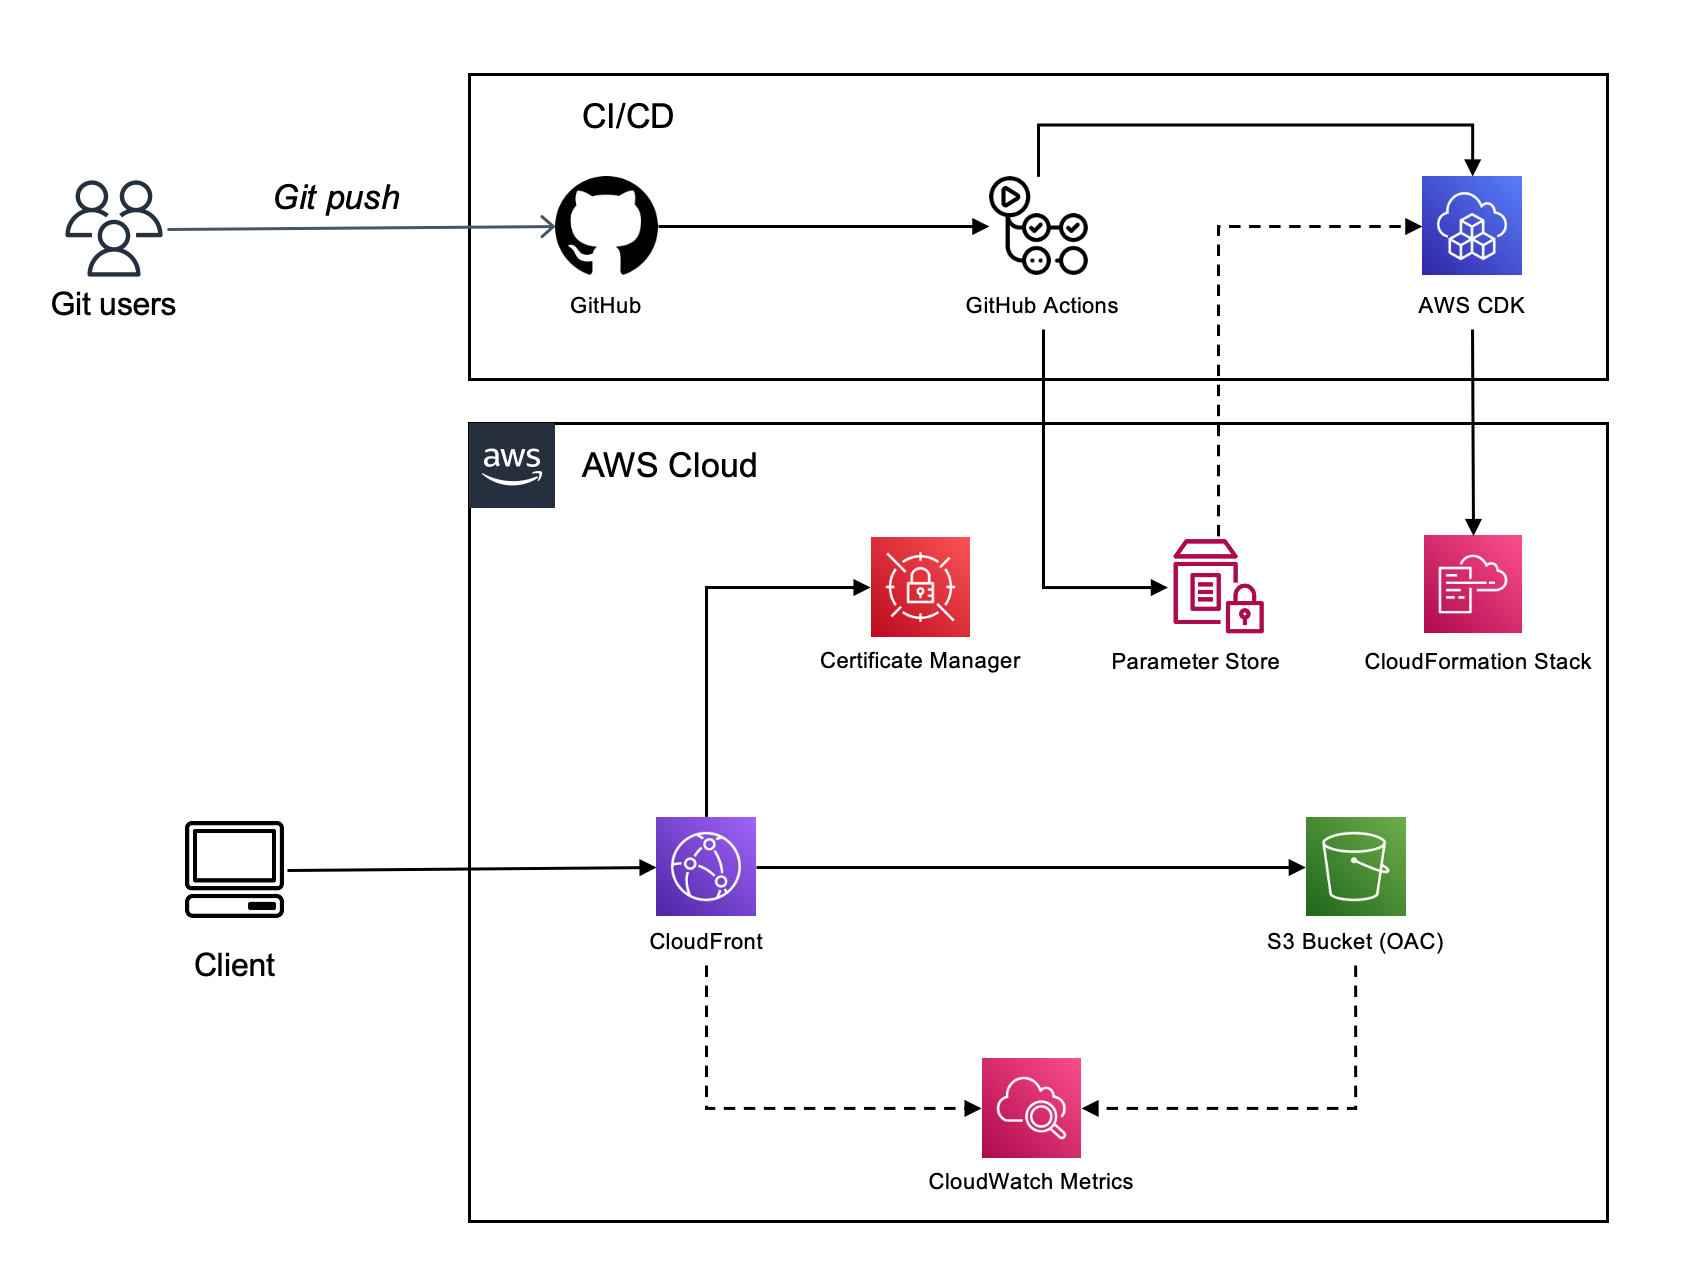 CI/CD
Git push
Git users
GitHub
GitHub Actions
AWS CDK
aws
AWS Cloud
Certificate Manager
Parameter Store
CloudFormation Stack
Client
CloudFront
S3 Bucket (OAC)
CloudWatch Metrics